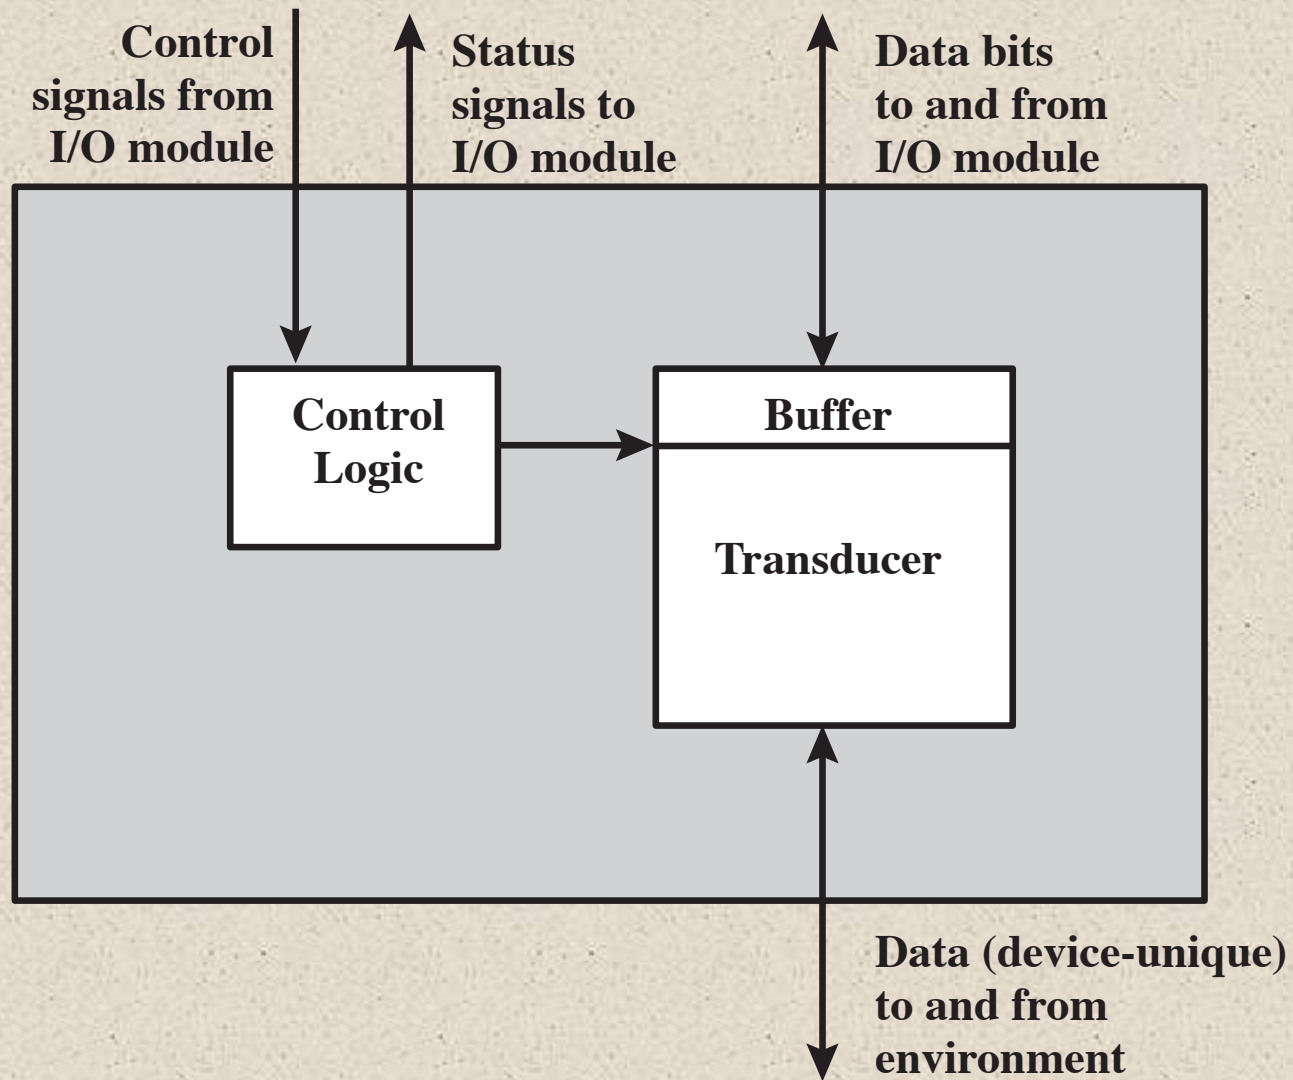 Control
signals from
I/O module
Status
signals to
I/O module
Data bits
to and from
I/O module
Control
Logic
Buffer
Transducer
Data (device-unique)
to and from
environment